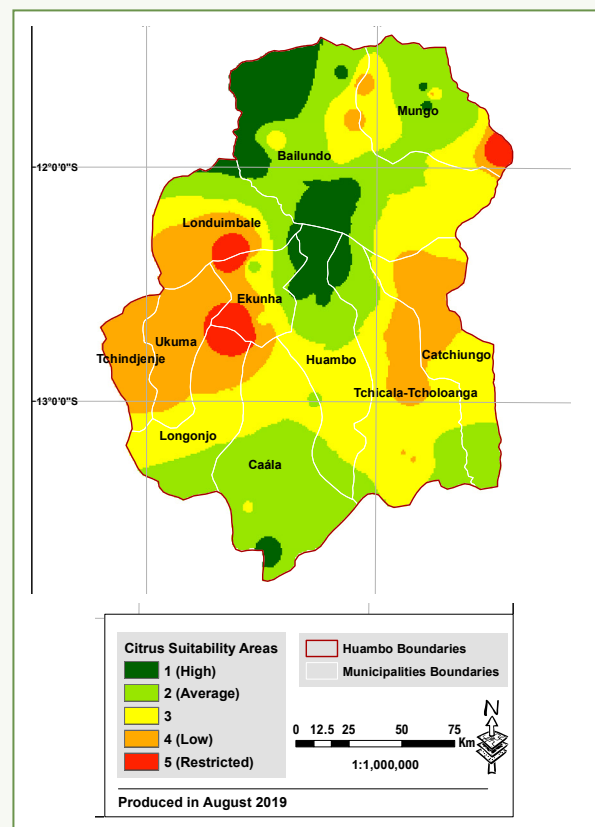 Mungo
12°0'0"S
Bailundo
Londuimbale
Ekunha
Ukuma
Tchindjenje
Huambo
Catchiungo
Tchicala-Tcholoanga
13°0'0"S
Longonjo
Caála
Citrus Suitability Areas
1 (High)
2 (Average)
3
4 (Low)
5 (Restricted)
Huambo Boundaries
Municipalities Boundaries
N
0 12.5 25 50 75
Km
1:1,000,000
Produced in August 2019